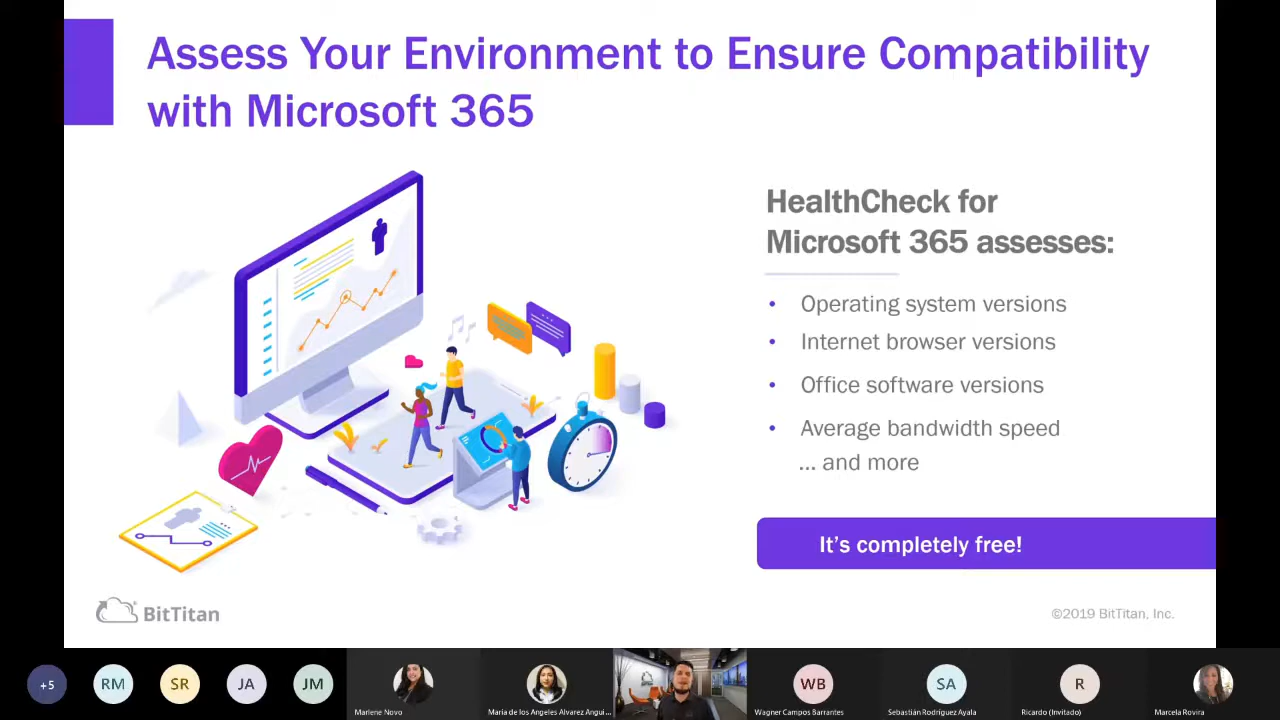 Assess Your Environment to Ensure Compatibility
with Microsoft 365
HealthCheck for
Microsoft 365 assesses:
• Operating system versions
• Internet browser versions
• Office software versions
• Average bandwidth speed
... and more
It's completely free!
BitTitan
©2019 BitTitan, Inc.
+5
RM
SR
JA
JM
WB
SA
R
Marlene Novo
María de los Angeles Alvarez Angui...
Wagner Campos Barrantes
Sebastián Rodríguez Ayala
Ricardo (Invitado)
Marcela Rovira